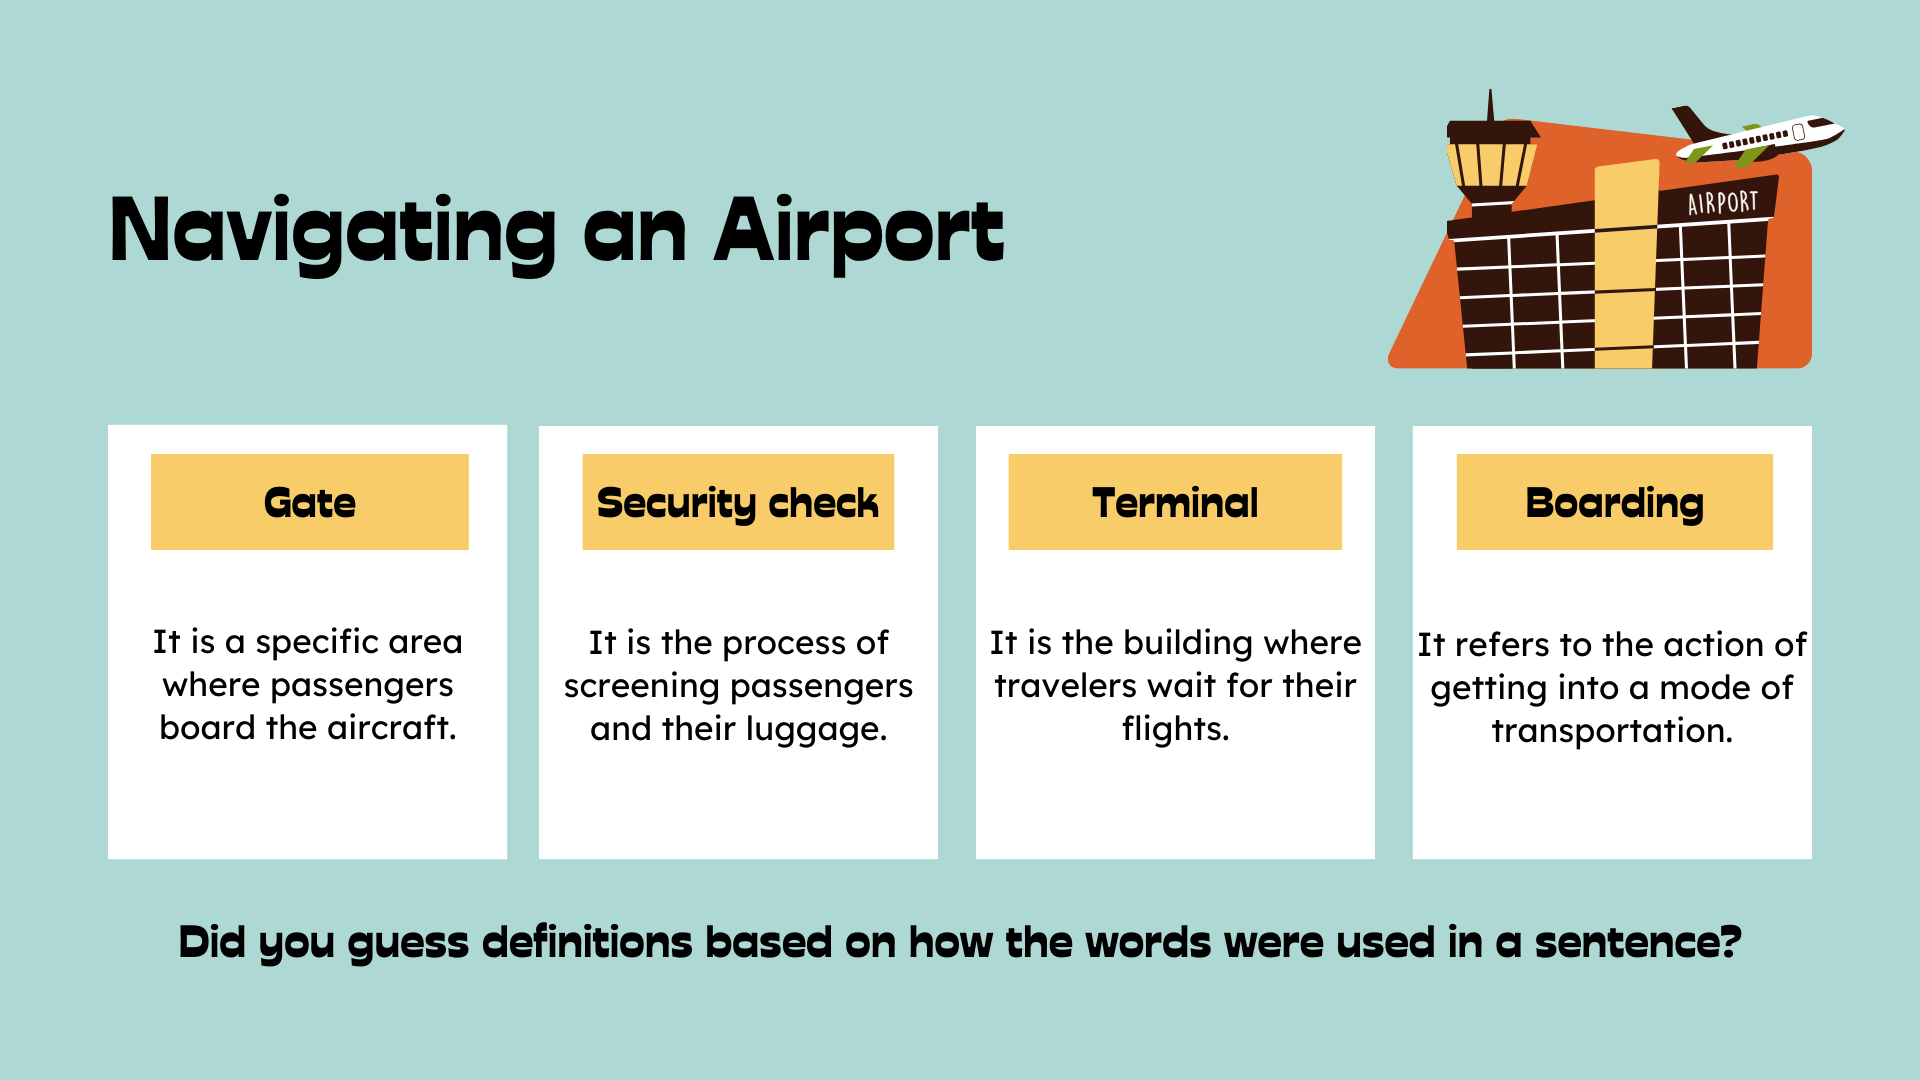 AIRPORT
Navigating an Airport
Gate
It is a specific area
where passengers
board the aircraft.
Security check
It is the process of
screening passengers
and their luggage.
Terminal
It is the building where
travelers wait for their
flights.
Boarding
It refers to the action of
getting into a mode of
transportation.
Did you guess definitions based on how the words were used in a sentence?